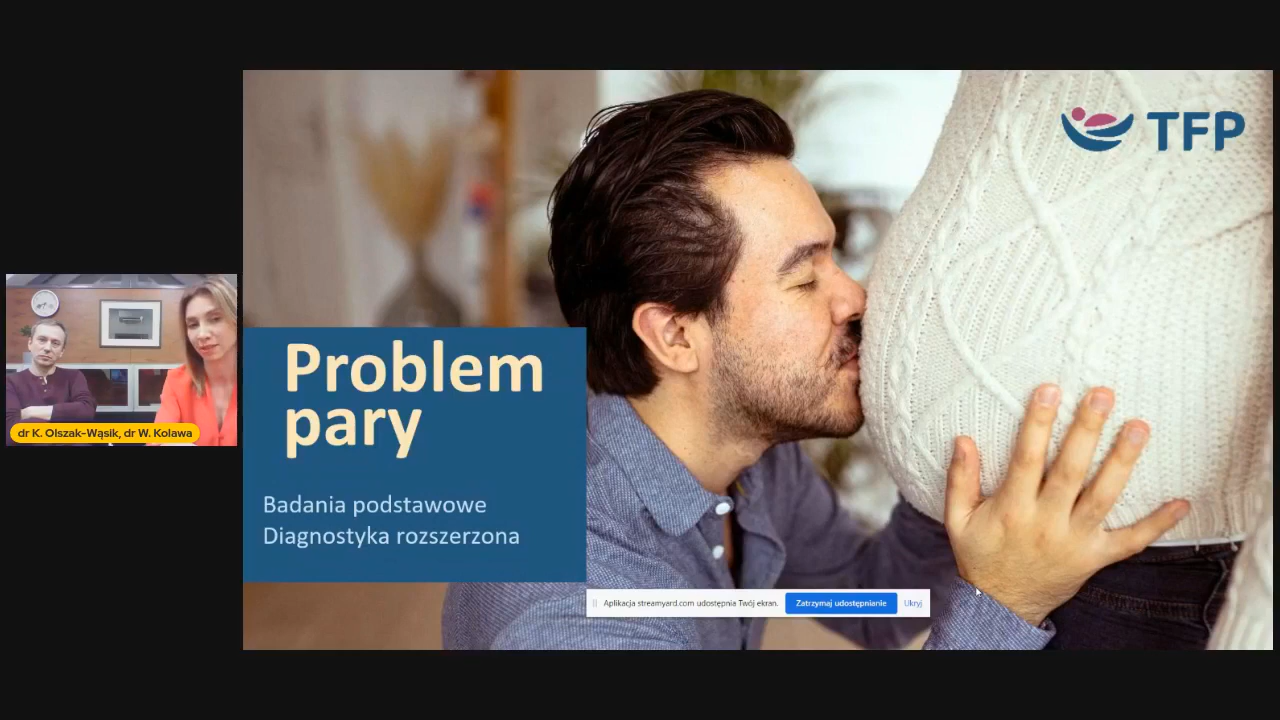 TFP
Problem
pary
Badania podstawowe
Diagnostyka rozszerzona
dr K. Olszak-Wąsik, dr W. Kolawa
Aplikacja streamyard.com udostępnia Twój ekran. Zatrzymaj udostępnianie Ukryj